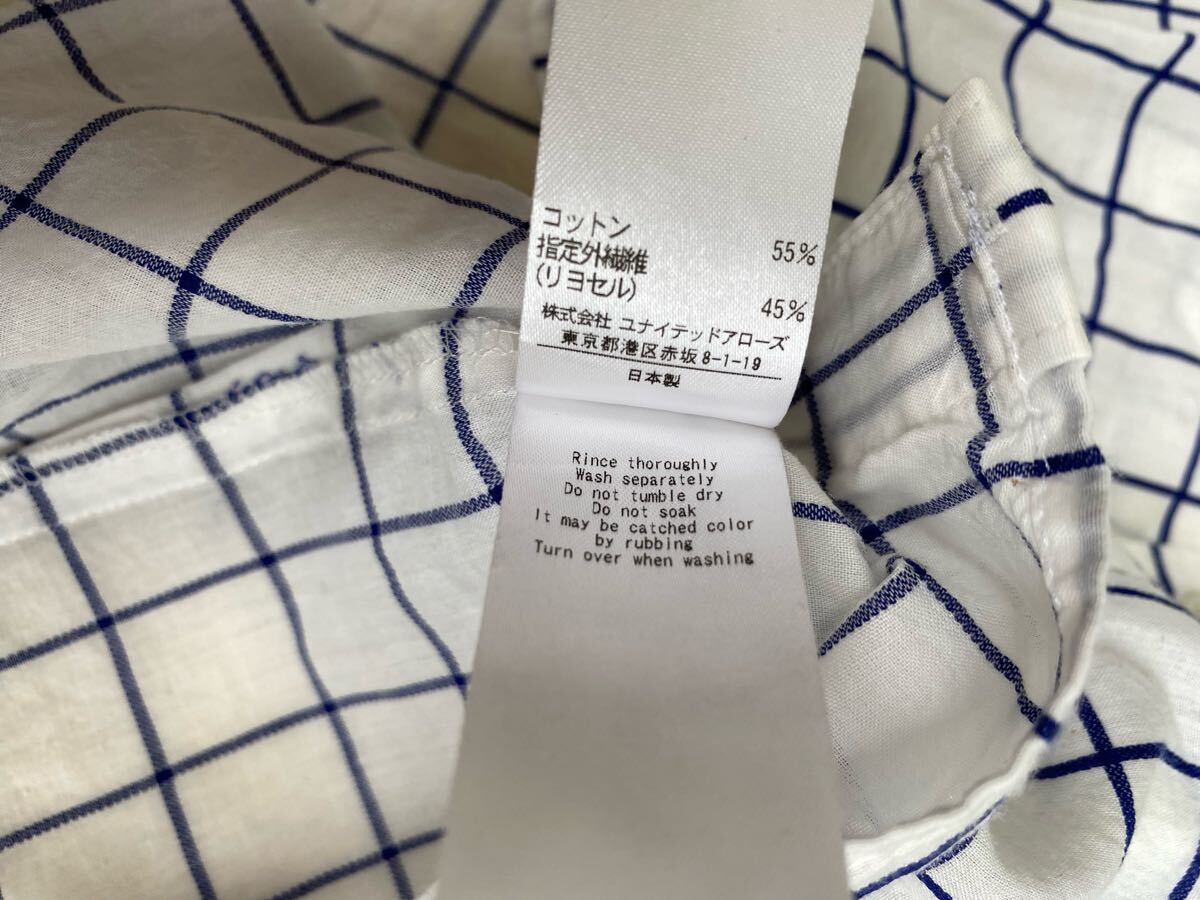 コットン 55%
指定外繊維
(リヨセル) 45%
株式会社 ユナイテッドアローズ
東京都港区赤坂8-1-19
日本製
Rince thoroughly
Wash separately
Do not tumble dry
Do not soak
It may be catched color
by rubbing
Turn over when washing